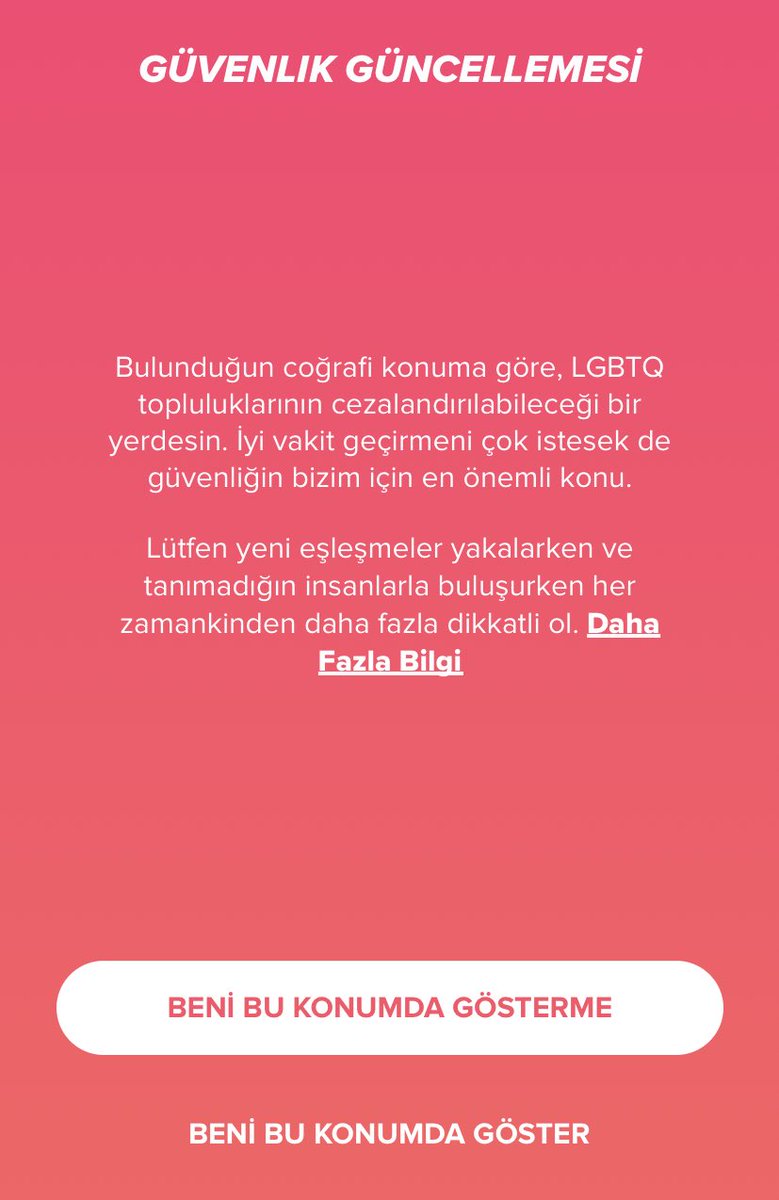 GÜVENLIK GÜNCELLEMESİ
Bulunduğun coğrafi konuma göre, LGBTQ
topluluklarının cezalandırılabileceği bir
yerdesin. İyi vakit geçirmeni çok istesek de
güvenliğin bizim için en önemli konu.
Lütfen yeni eşleşmeler yakalarken ve
tanımadığın insanlarla buluşurken her
zamankinden daha fazla dikkatli ol. Daha
Fazla Bilgi
BENİ BU KONUMDA GÖSTERME
BENİ BU KONUMDA GÖSTER